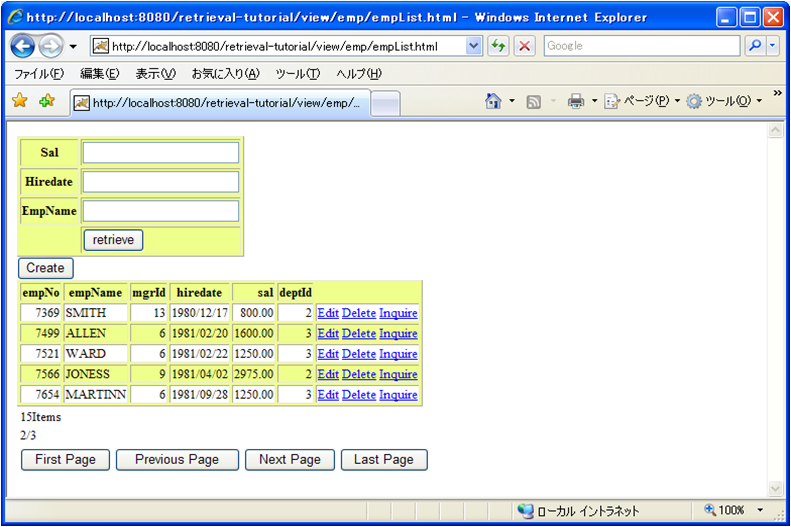 http://localhost:8080/retrieval-tutorial/view/emp/empList.html - Windows Internet Explorer
http://localhost:8080/retrieval-tutorial/view/emp/empList.html Google
ファイル(F) 編集(E) 表示(V) お気に入り(A) ツール(T) ヘルプ(H)
http://localhost:8080/retrieval-tutorial/view/emp/... ページ(P) ツール(O) »
Sal
Hiredate
EmpName
retrieve
Create
empNo empName mgrId hiredate sal deptId
7369 SMITH 13 1980/12/17 800.00 2 Edit Delete Inquire
7499 ALLEN 6 1981/02/20 1600.00 3 Edit Delete Inquire
7521 WARD 6 1981/02/22 1250.00 3 Edit Delete Inquire
7566 JONESS 9 1981/04/02 2975.00 2 Edit Delete Inquire
7654 MARTINN 6 1981/09/28 1250.00 3 Edit Delete Inquire
15Items
2/3
First Page Previous Page Next Page Last Page
ローカル イントラネット 100%